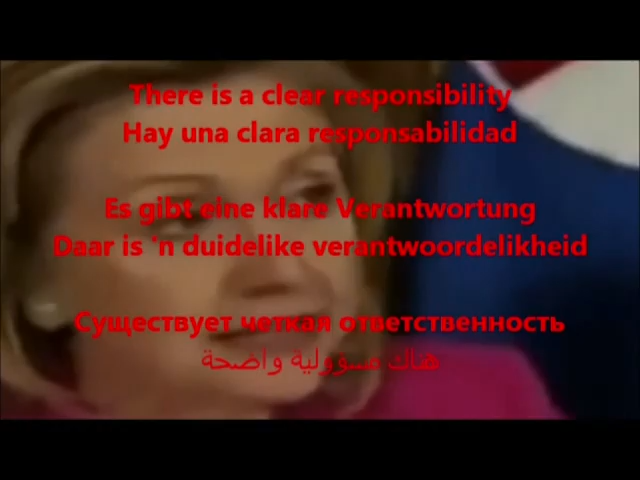 There is a clear responsibility
Hay una clara responsabilidad
Es gibt eine klare Verantwortung
Daar is 'n duidelike verantwoordelikheid
Существует четкая ответственность
هناك مسؤولية واضحة